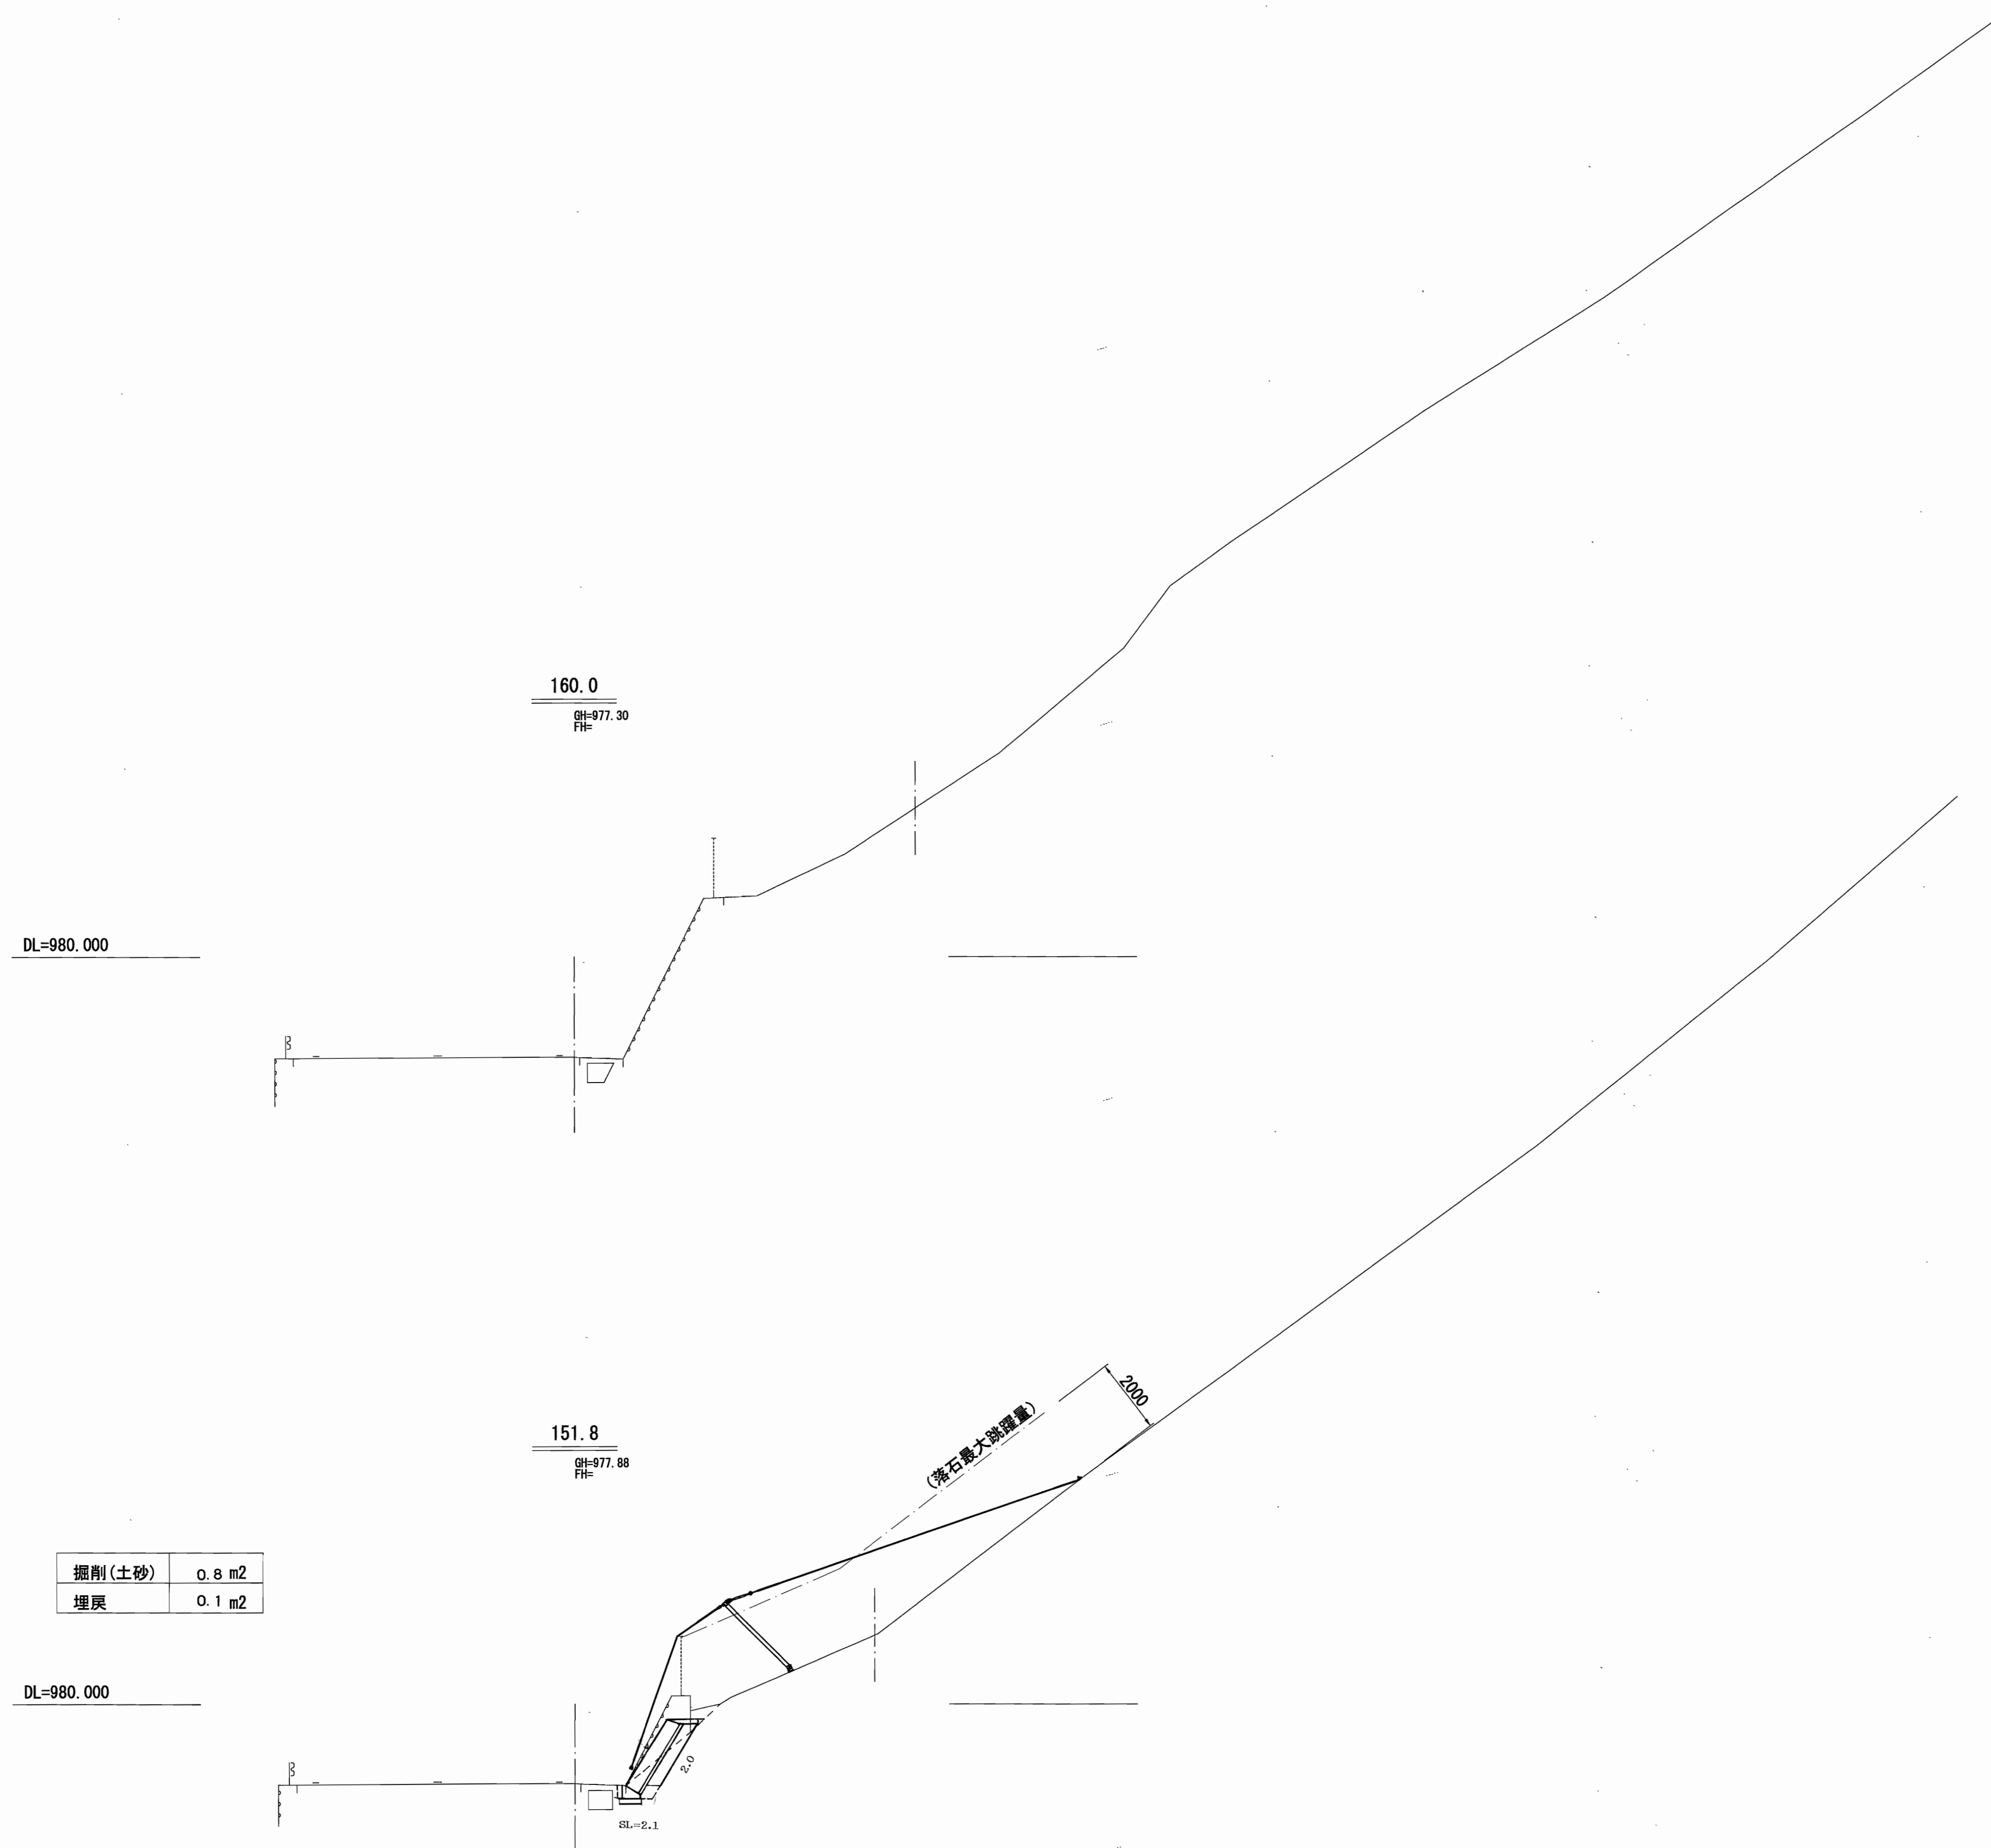 160.0
GH=977.30
FH=
DL=980.000
2000
(落石最大跳躍量)
151.8
GH=977.88
FH=
掘削(土砂) 0.8 m2
埋戻 0.1 m2
DL=980.000
2.0
SL=2.1